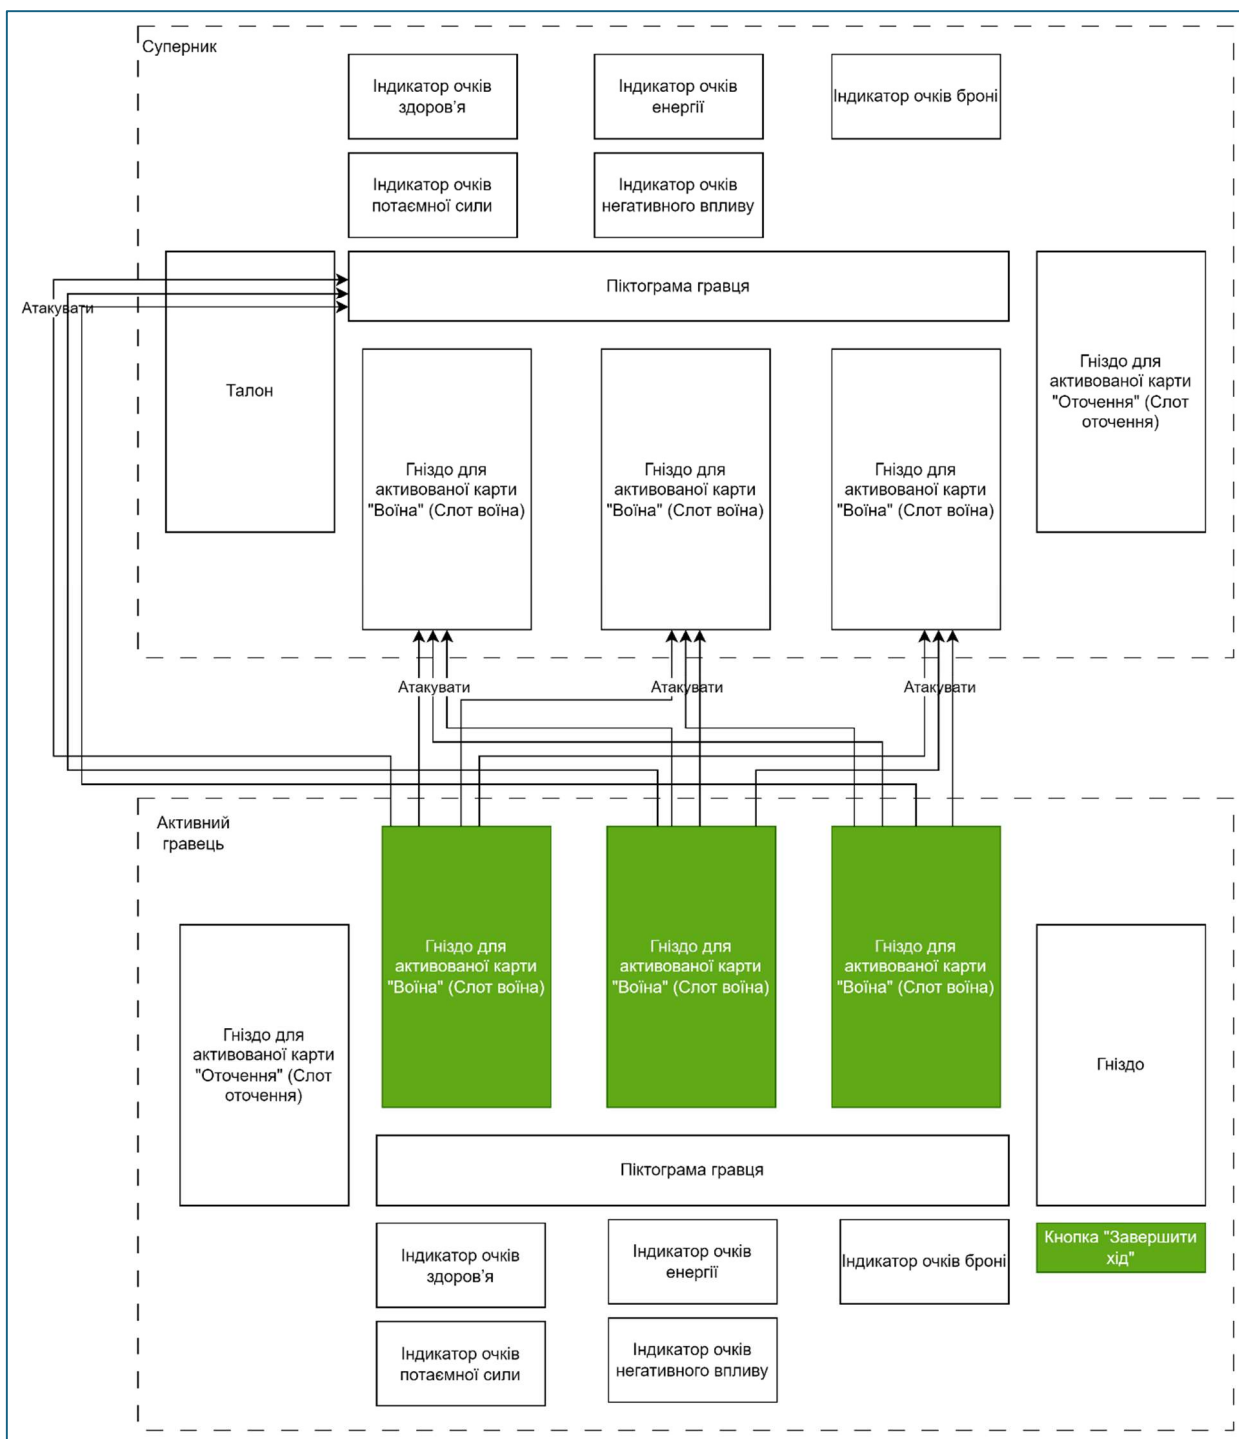 Суперник
Індикатор очків
здоров'я
Індикатор очків
енергії
Індикатор очків броні
Індикатор очків
потаємної сили
Індикатор очків
негативного впливу
Піктограма гравця
Атакувати
Талон
Гніздо для
активованої карти
"Оточення" (Слот
оточення)
Гніздо для
активованої карти
"Воїна" (Слот воїна)
Гніздо для
активованої карти
"Воїна" (Слот воїна)
Гніздо для
активованої карти
"Воїна" (Слот воїна)
Атакувати
Атакувати
Атакувати
Активний
гравець
Гніздо для
активованої карти
"Воїна" (Слот воїна)
Гніздо для
активованої карти
"Воїна" (Слот воїна)
Гніздо для
активованої карти
"Воїна" (Слот воїна)
Гніздо для
активованої карти
"Оточення" (Слот
оточення)
Гніздо
Піктограма гравця
Індикатор очків
здоров'я
Індикатор очків
енергії
Індикатор очків броні
Кнопка "Завершити
хід"
Індикатор очків
потаємної сили
Індикатор очків
негативного впливу